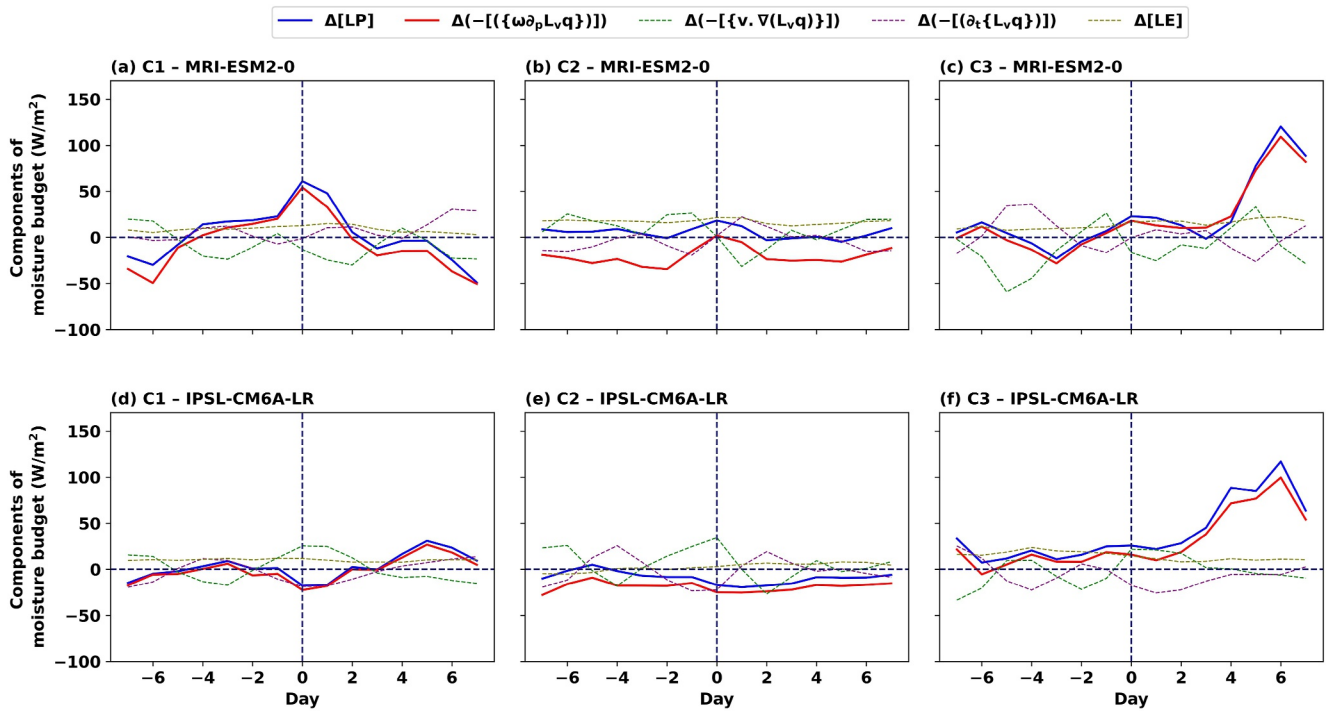 Δ[LP] Δ(−[({ω∂ₚLᵥq})]) Δ(−[{v. ∇(Lᵥq)}]) Δ(−[(∂ₜ{Lᵥq})]) Δ[LE]
(a) C1 – MRI-ESM2-0 (b) C2 – MRI-ESM2-0 (c) C3 – MRI-ESM2-0
Components of
moisture budget (W/m²)
150
100
50
0
−50
−100
(d) C1 – IPSL-CM6A-LR (e) C2 – IPSL-CM6A-LR (f) C3 – IPSL-CM6A-LR
Components of
moisture budget (W/m²)
150
100
50
0
−50
−100
−6 −4 −2 0 2 4 6 −6 −4 −2 0 2 4 6 −6 −4 −2 0 2 4 6
Day Day Day